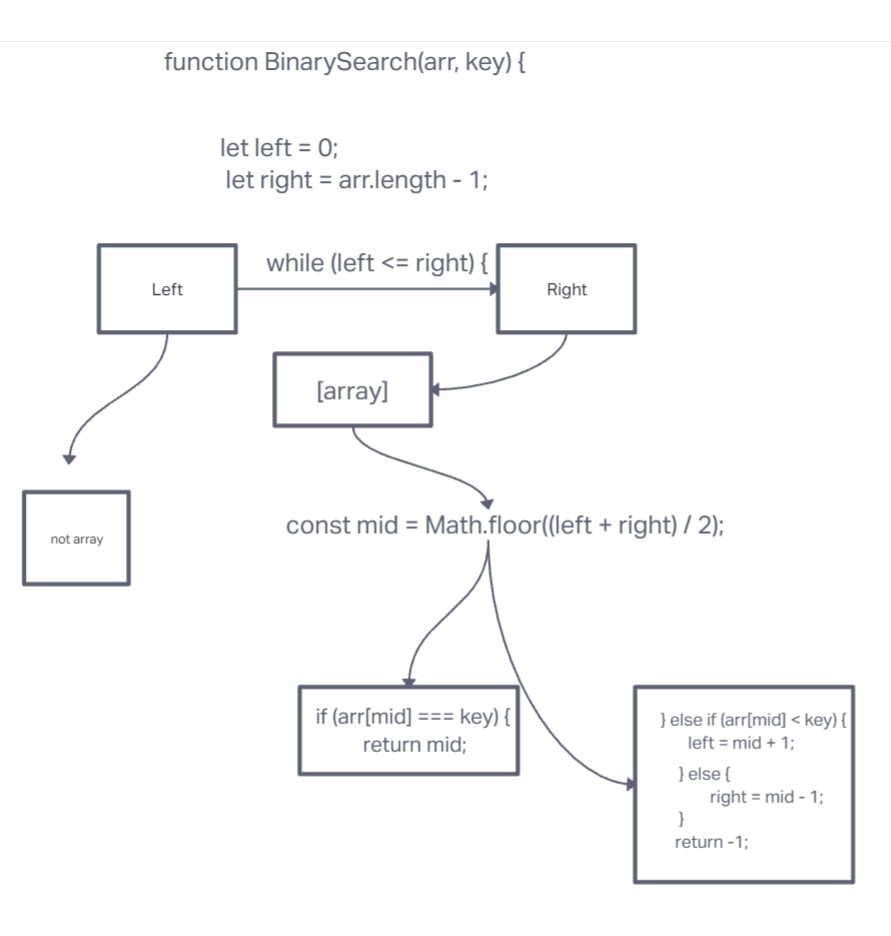 function BinarySearch(arr, key) {
let left = 0;
let right = arr.length - 1;
while (left <= right) {
Left
Right
[array]
not array
const mid = Math.floor((left + right) / 2);
if (arr[mid] === key) {
return mid;
} else if (arr[mid] < key) {
left = mid + 1;
} else {
right = mid - 1;
}
return -1;